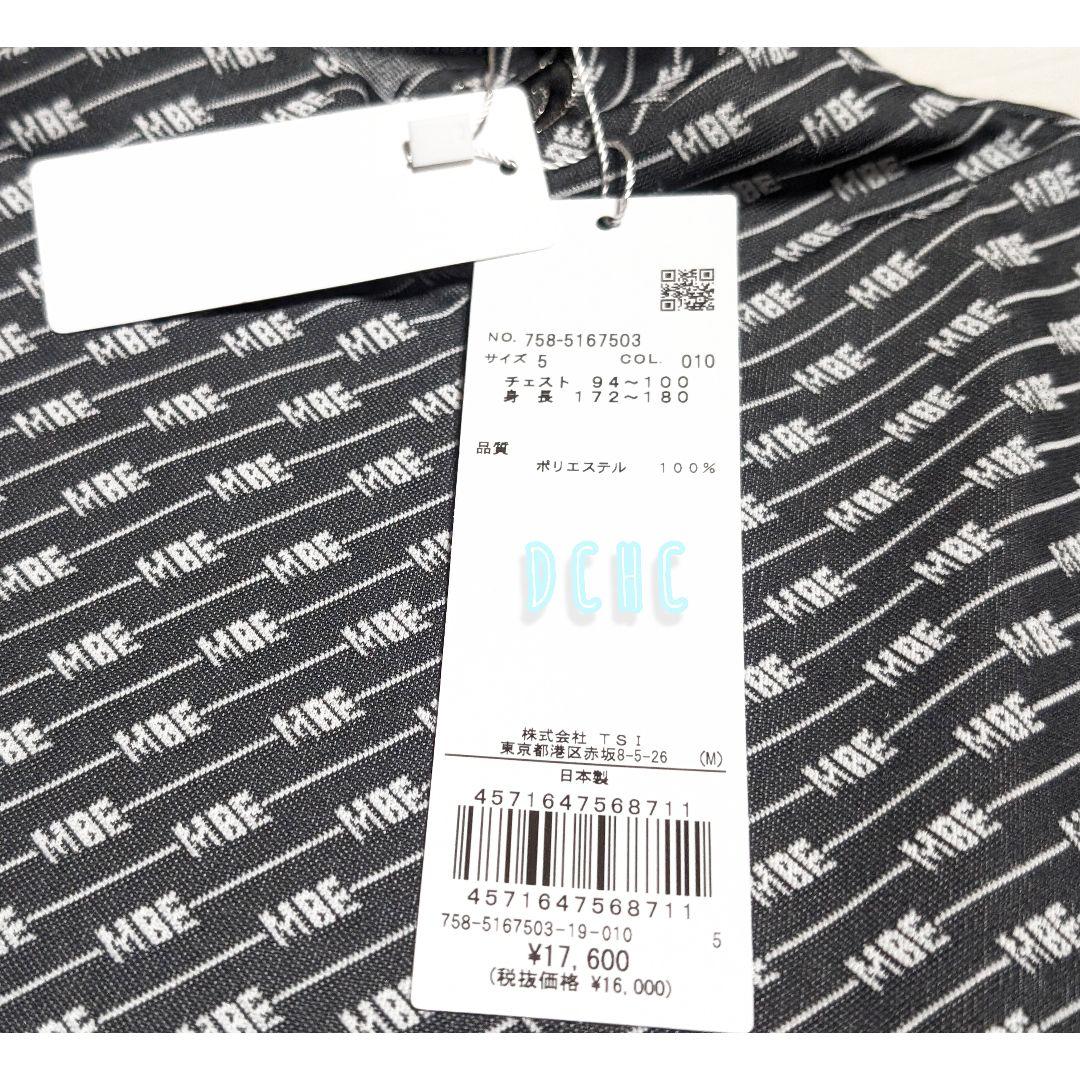 NO. 758-5167503
サイズ 5 COL. 010
チェスト 94～100
身長 172～180
品質
ポリエステル 100%
DCHC
株式会社 TSI
東京都港区赤坂8-5-26 (M)
日本製
4571647568711
4571647568711
758-5167503-19-010 5
¥17,600
(税抜価格 ¥16,000)
MBE